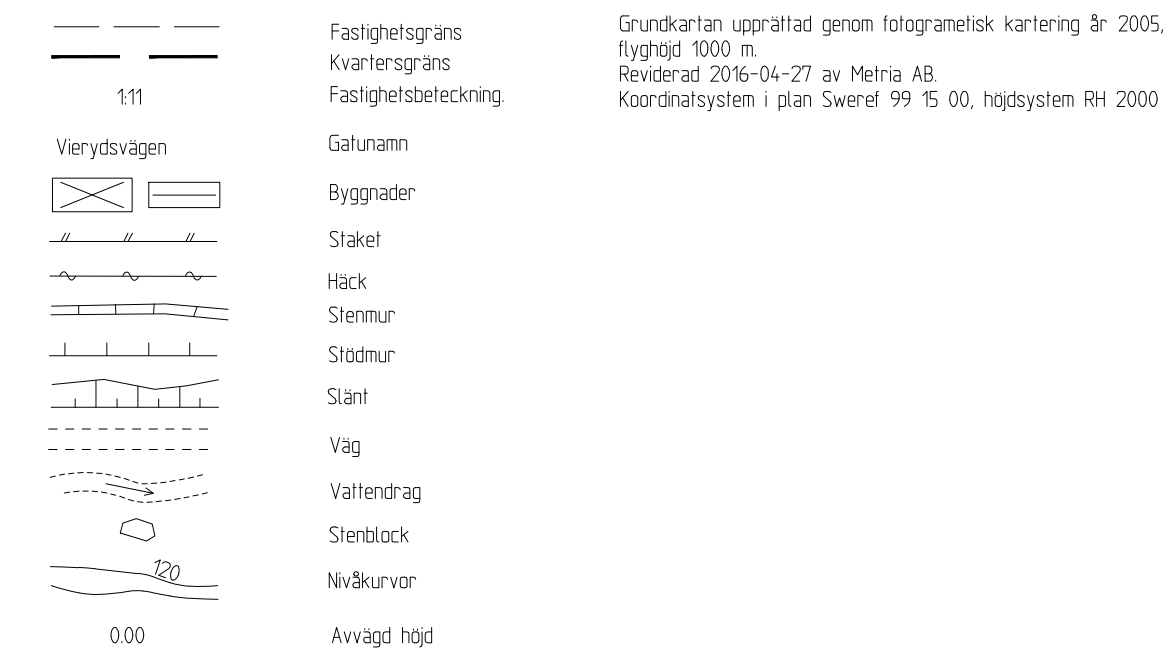 Fastighetsgräns
Kvartersgräns
1:11 Fastighetsbeteckning.
Vierydsvägen Gatunamn
Byggnader
Staket
Häck
Stenmur
Stödmur
Slänt
Väg
Vattendrag
Stenblock
120 Nivåkurvor
0.00 Avvägd höjd
Grundkartan upprättad genom fotogrametisk kartering år 2005,
flyghöjd 1000 m.
Reviderad 2016-04-27 av Metria AB.
Koordinatsystem i plan Sweref 99 15 00, höjdsystem RH 2000